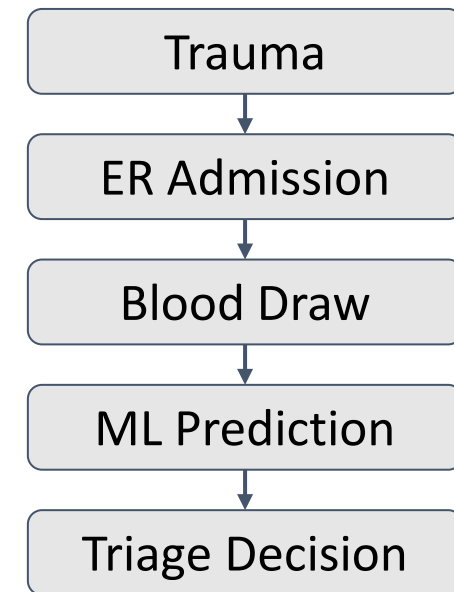 Trauma
ER Admission
Blood Draw
ML Prediction
Triage Decision